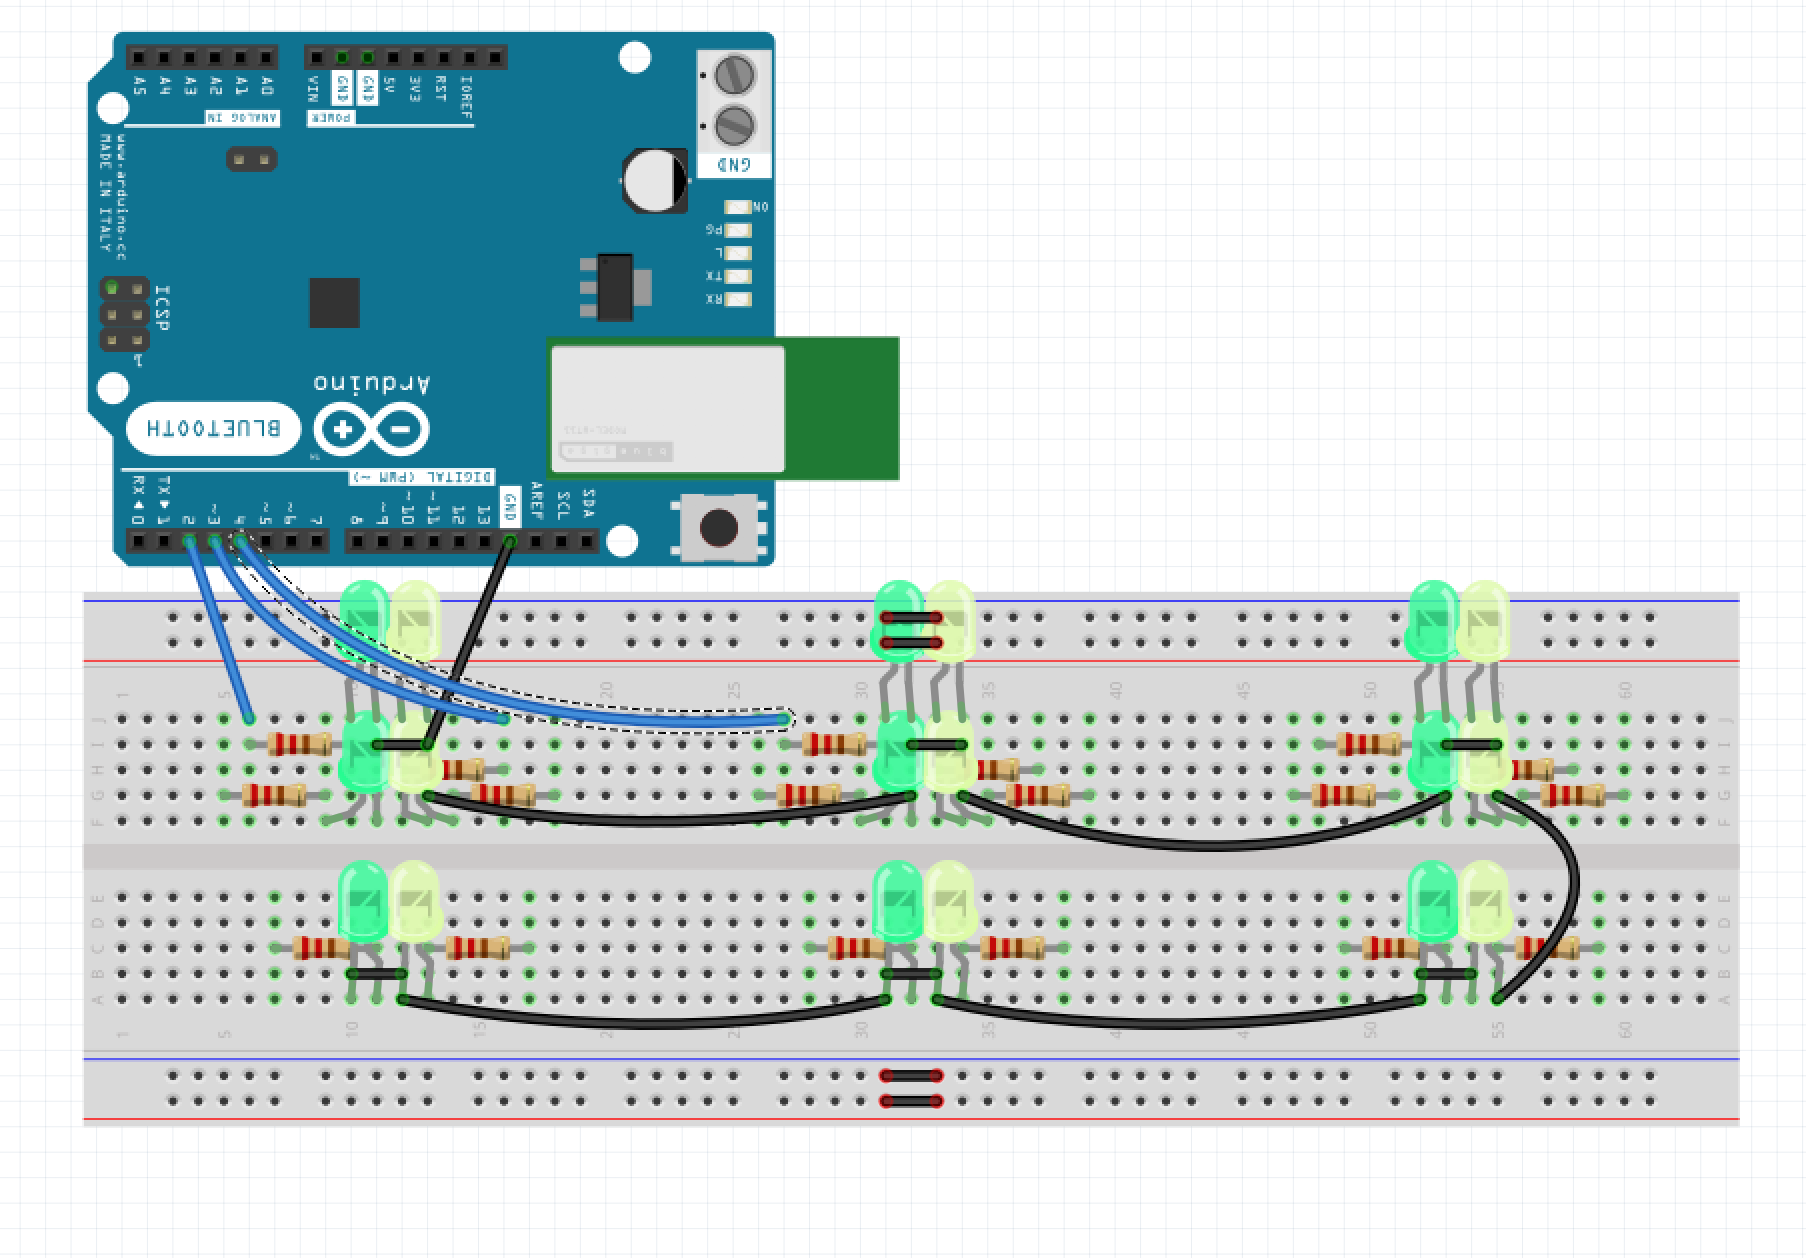 A5 A4 A3 A2 A1 A0 VIN GND GND 5V 3V3 RST IOREF
ANALOG IN POWER
GND
www.arduino.cc
MADE IN ITALY
ON
PG
L
TX
RX
ICSP
1
Arduino
BLUETOOTH
TM
DIGITAL (PWM ~)
RX◄0 TX►1 2 ~3 4 ~5 ~6 7 8 ~9 ~10 ~11 12 13 GND AREF SCL SDA
1 5 10 15 20 25 30 35 40 45 50 55 60
J J
I I
H H
G G
F F
E E
D D
C C
B B
A A
1 5 10 15 20 25 30 35 40 45 50 55 60